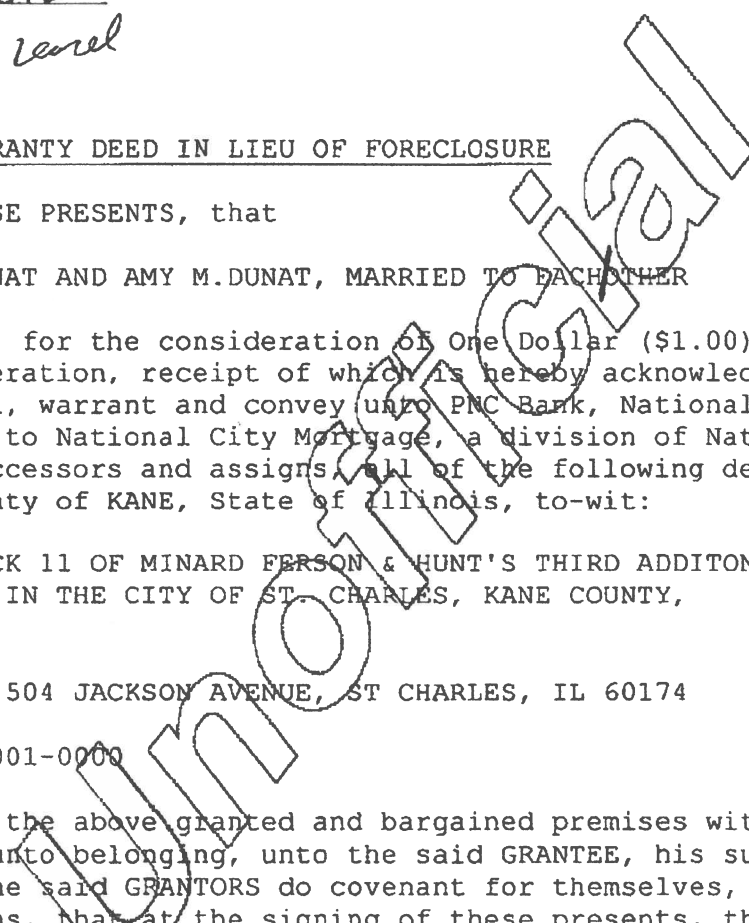 RANTY DEED IN LIEU OF FORECLOSURE
SE PRESENTS, that
NAT AND AMY M.DUNAT, MARRIED TO EACHOTHER
for the consideration of One Dollar ($1.00)
eration, receipt of which is hereby acknowled
, warrant and convey unto PNC Bank, National
to National City Mortgage, a division of Nat
ccessors and assigns, all of the following de
nty of KANE, State of Illinois, to-wit:
CK 11 OF MINARD FERSON & HUNT'S THIRD ADDITON
IN THE CITY OF ST. CHARLES, KANE COUNTY,
504 JACKSON AVENUE, ST CHARLES, IL 60174
001-0000
the above granted and bargained premises wit
unto belonging, unto the said GRANTEE, his su
he said GRANTORS do covenant for themselves,
s, that at the signing of these presents, th
Unofficial